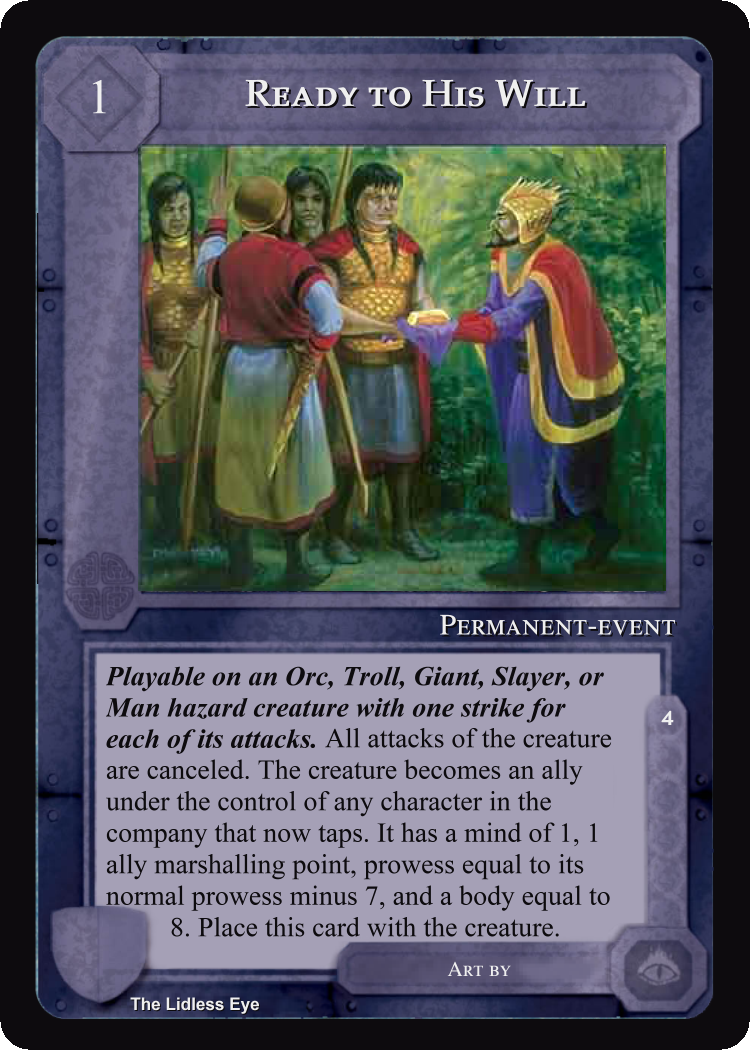 1
READY TO HIS WILL
PERMANENT-EVENT
Playable on an Orc, Troll, Giant, Slayer, or
Man hazard creature with one strike for
each of its attacks. All attacks of the creature
are canceled. The creature becomes an ally
under the control of any character in the
company that now taps. It has a mind of 1, 1
ally marshalling point, prowess equal to its
normal prowess minus 7, and a body equal to
8. Place this card with the creature.
4
ART BY
The Lidless Eye